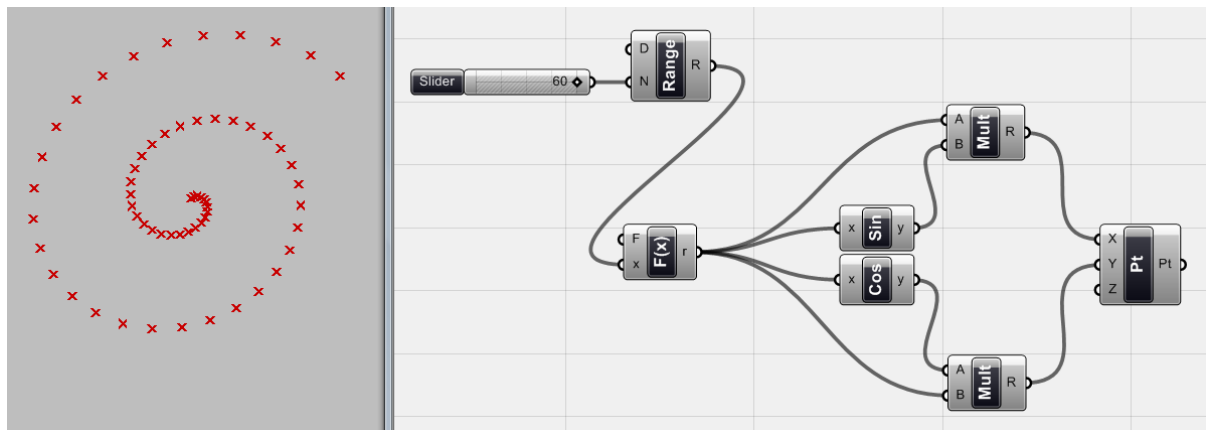 Slider 60
D
N
Range
R
F
x
F(x)
r
A
B
Mult
R
x
Sin
y
x
Cos
y
A
B
Mult
R
X
Y
Z
Pt
Pt